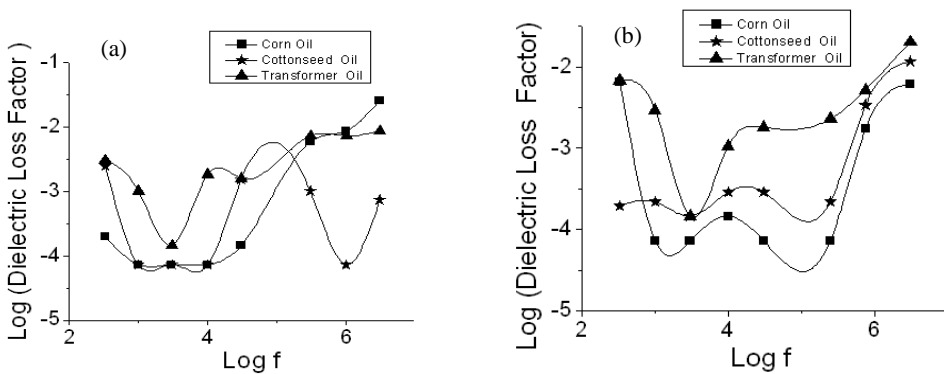 (a)
Corn Oil
Cottonseed Oil
Transformer Oil
Log (Dielectric Loss Factor)
-1
-2
-3
-4
-5
2
4
6
Log f
(b)
Corn Oil
Cottonseed Oil
Transformer Oil
Log (Dielectric Loss Factor)
-2
-3
-4
-5
2
4
6
Log f